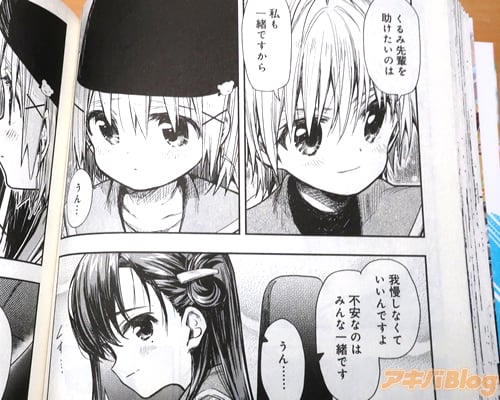 くるみ先輩を
助けたいのは
私も
一緒ですから
うん…
我慢しなくて
いいんですよ
不安なのは
みんな一緒です
うん……
アキバBlog